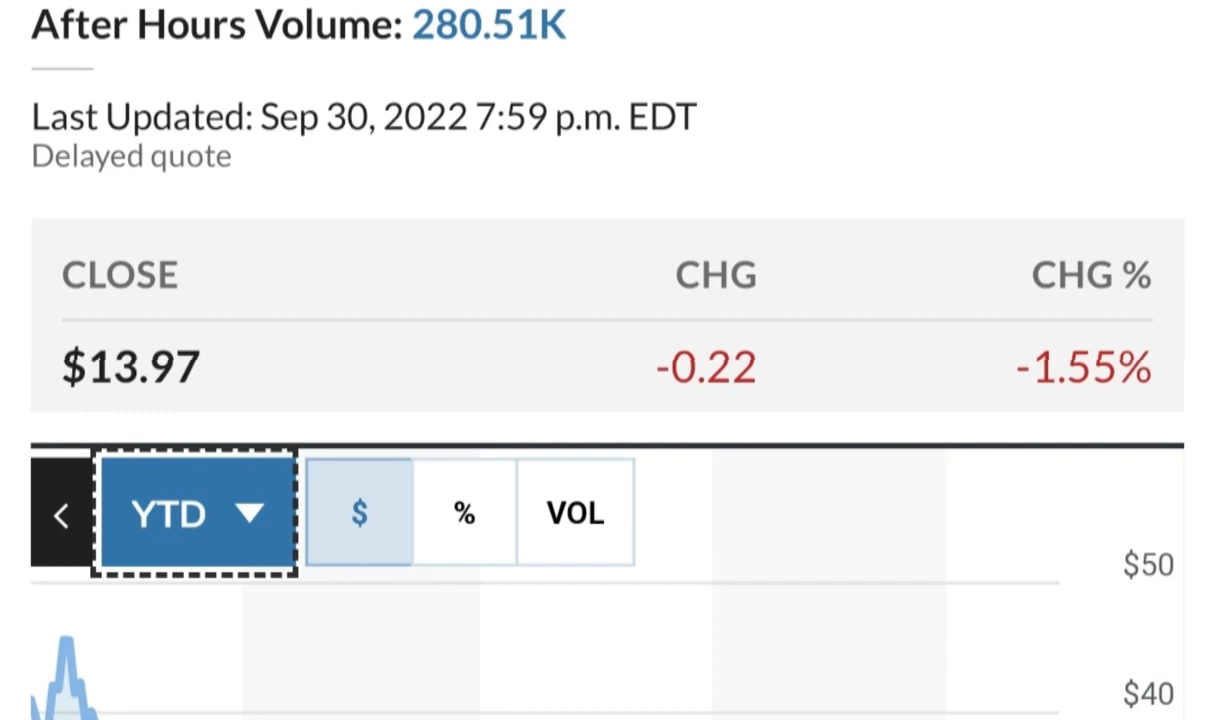 After Hours Volume: 280.51K
Last Updated: Sep 30, 2022 7:59 p.m. EDT
Delayed quote
CLOSE CHG CHG %
$13.97 -0.22 -1.55%
YTD $ % VOL
$50
$40